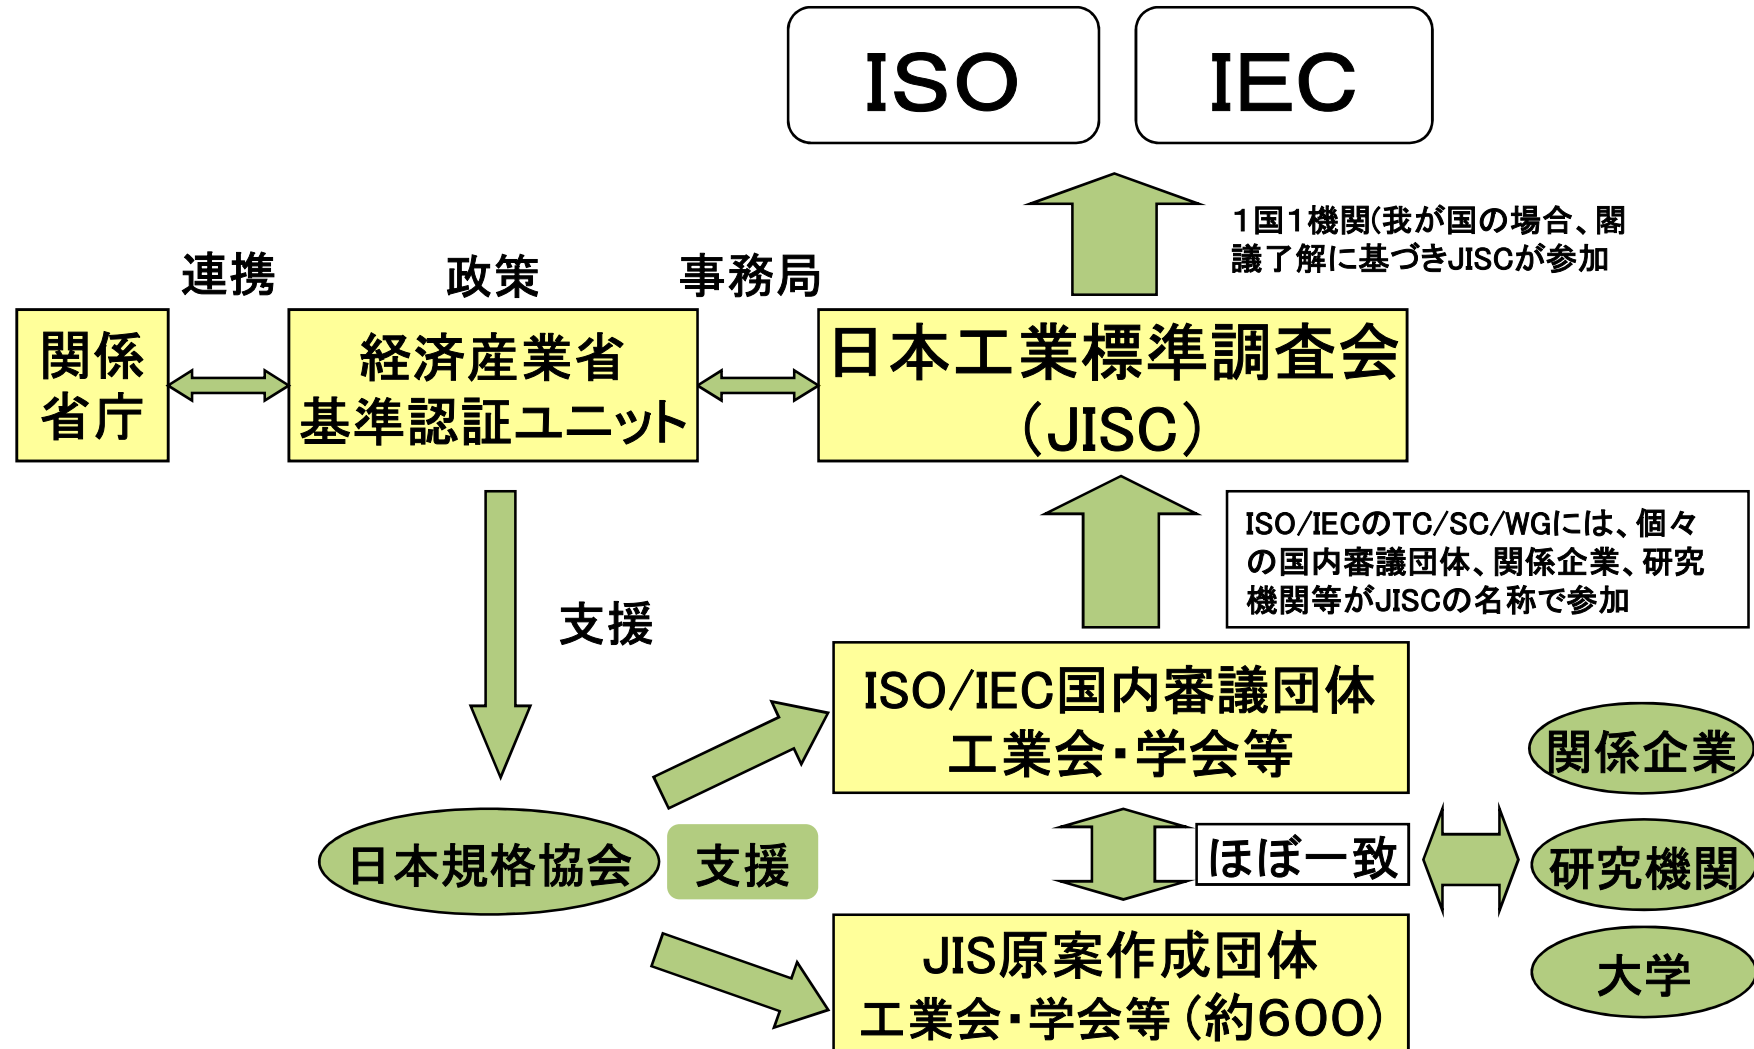 ISO
IEC
1国1機関(我が国の場合、閣
議了解に基づきJISCが参加
連携
政策
事務局
関係
省庁
経済産業省
基準認証ユニット
日本工業標準調査会
(JISC)
ISO/IECのTC/SC/WGには、個々
の国内審議団体、関係企業、研究
機関等がJISCの名称で参加
支援
ISO/IEC国内審議団体
工業会・学会等
関係企業
日本規格協会
支援
ほぼ一致
研究機関
JIS原案作成団体
工業会・学会等(約600)
大学